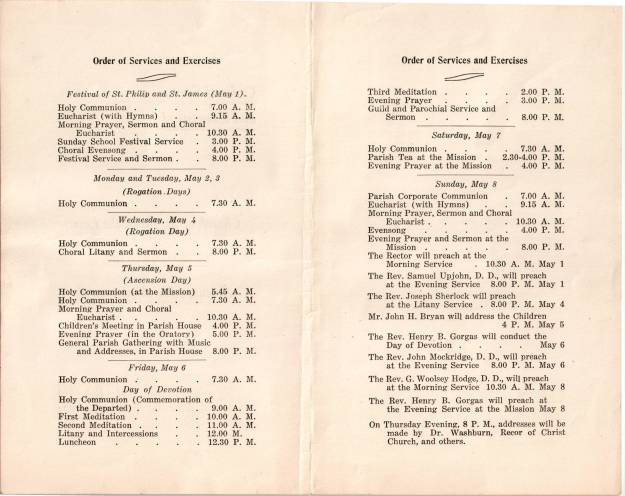 Order of Services and Exercises
Festival of St. Philip and St. James (May 1).
Holy Communion . . . . 7.00 A. M.
Eucharist (with Hymns) . . 9.15 A. M.
Morning Prayer, Sermon and Choral
Eucharist . . . . 10.30 A. M.
Sunday School Festival Service . 3.00 P. M.
Choral Evensong . . . . 4.00 P. M.
Festival Service and Sermon . . 8.00 P. M.
Monday and Tuesday, May 2, 3
(Rogation Days)
Holy Communion . . . . 7.30 A. M.
Wednesday, May 4
(Rogation Day)
Holy Communion . . . . 7.30 A. M.
Choral Litany and Sermon . . 8.00 P. M.
Thursday, May 5
(Ascension Day)
Holy Communion (at the Mission) 5.45 A. M.
Holy Communion . . . . 7.30 A. M.
Morning Prayer and Choral
Eucharist . . . . . 10.30 A. M.
Children's Meeting in Parish House 4.00 P. M.
Evening Prayer (in the Oratory) 5.00 P. M.
General Parish Gathering with Music
and Addresses, in Parish House 8.00 P. M.
Friday, May 6
Holy Communion . . . . 7.30 A. M.
Day of Devotion
Holy Communion (Commemoration of
the Departed) . . . . 9.00 A. M.
First Meditation . . . . 10.00 A. M.
Second Meditation . . . . 11.00 A. M.
Litany and Intercessions . . 12.00 M.
Luncheon . . . . . 12.30 P. M.
Order of Services and Exercises
Third Meditation . . . . 2.00 P. M.
Evening Prayer . . . . 3.00 P. M.
Guild and Parochial Service and
Sermon . . . . . 8.00 P. M.
Saturday, May 7
Holy Communion . . . . 7.30 A. M.
Parish Tea at the Mission . 2.30-4.00 P. M.
Evening Prayer at the Mission . 4.00 P. M.
Sunday, May 8
Parish Corporate Communion . 7.00 A. M.
Eucharist (with Hymns) . . 9.15 A. M.
Morning Prayer, Sermon and Choral
Eucharist . . . . . 10.30 A. M.
Evensong . . . . . 4.00 P. M.
Evening Prayer and Sermon at the
Mission . . . . . 8.00 P. M.
The Rector will preach at the
Morning Service . . 10.30 A. M. May 1
The Rev. Samuel Upjohn, D. D., will preach
at the Evening Service 8.00 P. M. May 1
The Rev. Joseph Sherlock will preach
at the Litany Service . 8.00 P. M. May 4
Mr. John H. Bryan will address the Children
4 P. M. May 5
The Rev. Henry B. Gorgas will conduct the
Day of Devotion . . . . May 6
The Rev. John Mockridge, D. D., will preach
at the Evening Service 8.00 P. M. May 6
The Rev. G. Woolsey Hodge, D. D., will preach
at the Morning Service 10.30 A. M. May 8
The Rev. Henry B. Gorgas will preach at
the Evening Service at the Mission May 8
On Thursday Evening, 8 P. M., addresses will be
made by Dr. Washburn, Recor of Christ
Church, and others.